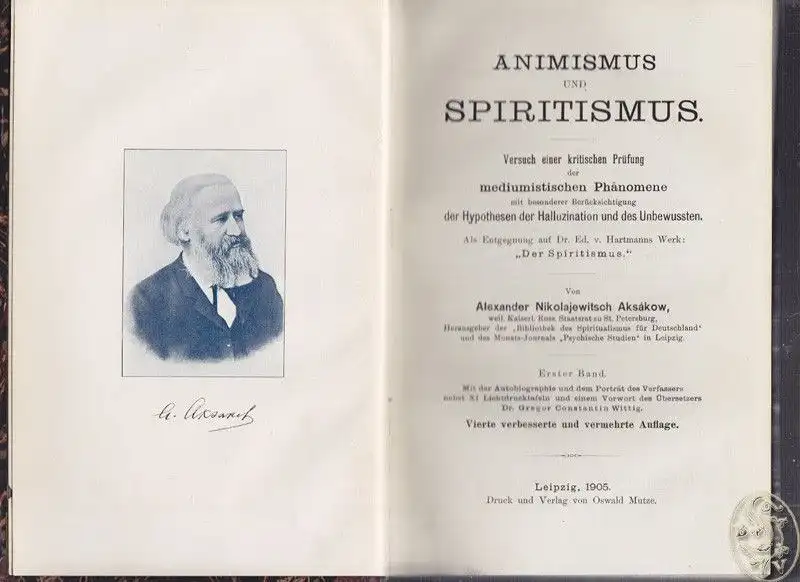 А. Аксаков
ANIMISMUS
UND
SPIRITISMUS.
Versuch einer kritischen Prüfung
der
mediumistischen Phänomene
mit besonderer Berücksichtigung
der Hypothesen der Halluzination und des Unbewussten.
Als Entgegnung auf Dr. Ed. v. Hartmanns Werk:
„Der Spiritismus.“
Von
Alexander Nikolajewitsch Aksákow,
weil. Kaiserl. Russ. Staatsrat zu St. Petersburg,
Herausgeber der „Bibliothek des Spiritualismus für Deutschland“
und des Monats-Journals „Psychische Studien“ in Leipzig.
Erster Band.
Mit der Autobiographie und dem Porträt des Verfassers
nebst 31 Lichtdrucktafeln und einem Vorwort des Übersetzers
Dr. Gregor Constantin Wittig.
Vierte verbesserte und vermehrte Auflage.
Leipzig, 1905.
Druck und Verlag von Oswald Mutze.